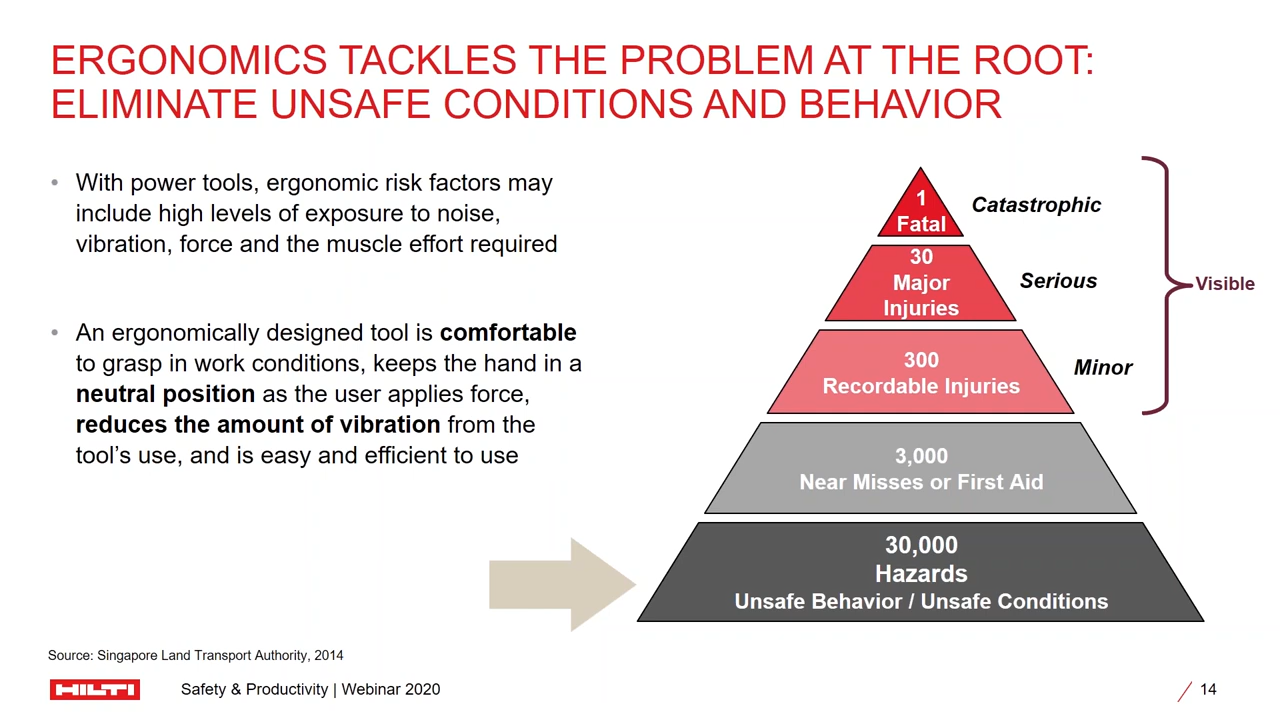 ERGONOMICS TACKLES THE PROBLEM AT THE ROOT:
ELIMINATE UNSAFE CONDITIONS AND BEHAVIOR
• With power tools, ergonomic risk factors may
include high levels of exposure to noise,
vibration, force and the muscle effort required
• An ergonomically designed tool is comfortable
to grasp in work conditions, keeps the hand in a
neutral position as the user applies force,
reduces the amount of vibration from the
tool’s use, and is easy and efficient to use
1
Fatal
Catastrophic
30
Major
Injuries
Serious
300
Recordable Injuries
Minor
Visible
3,000
Near Misses or First Aid
30,000
Hazards
Unsafe Behavior / Unsafe Conditions
Source: Singapore Land Transport Authority, 2014
HILTI
Safety & Productivity | Webinar 2020
14